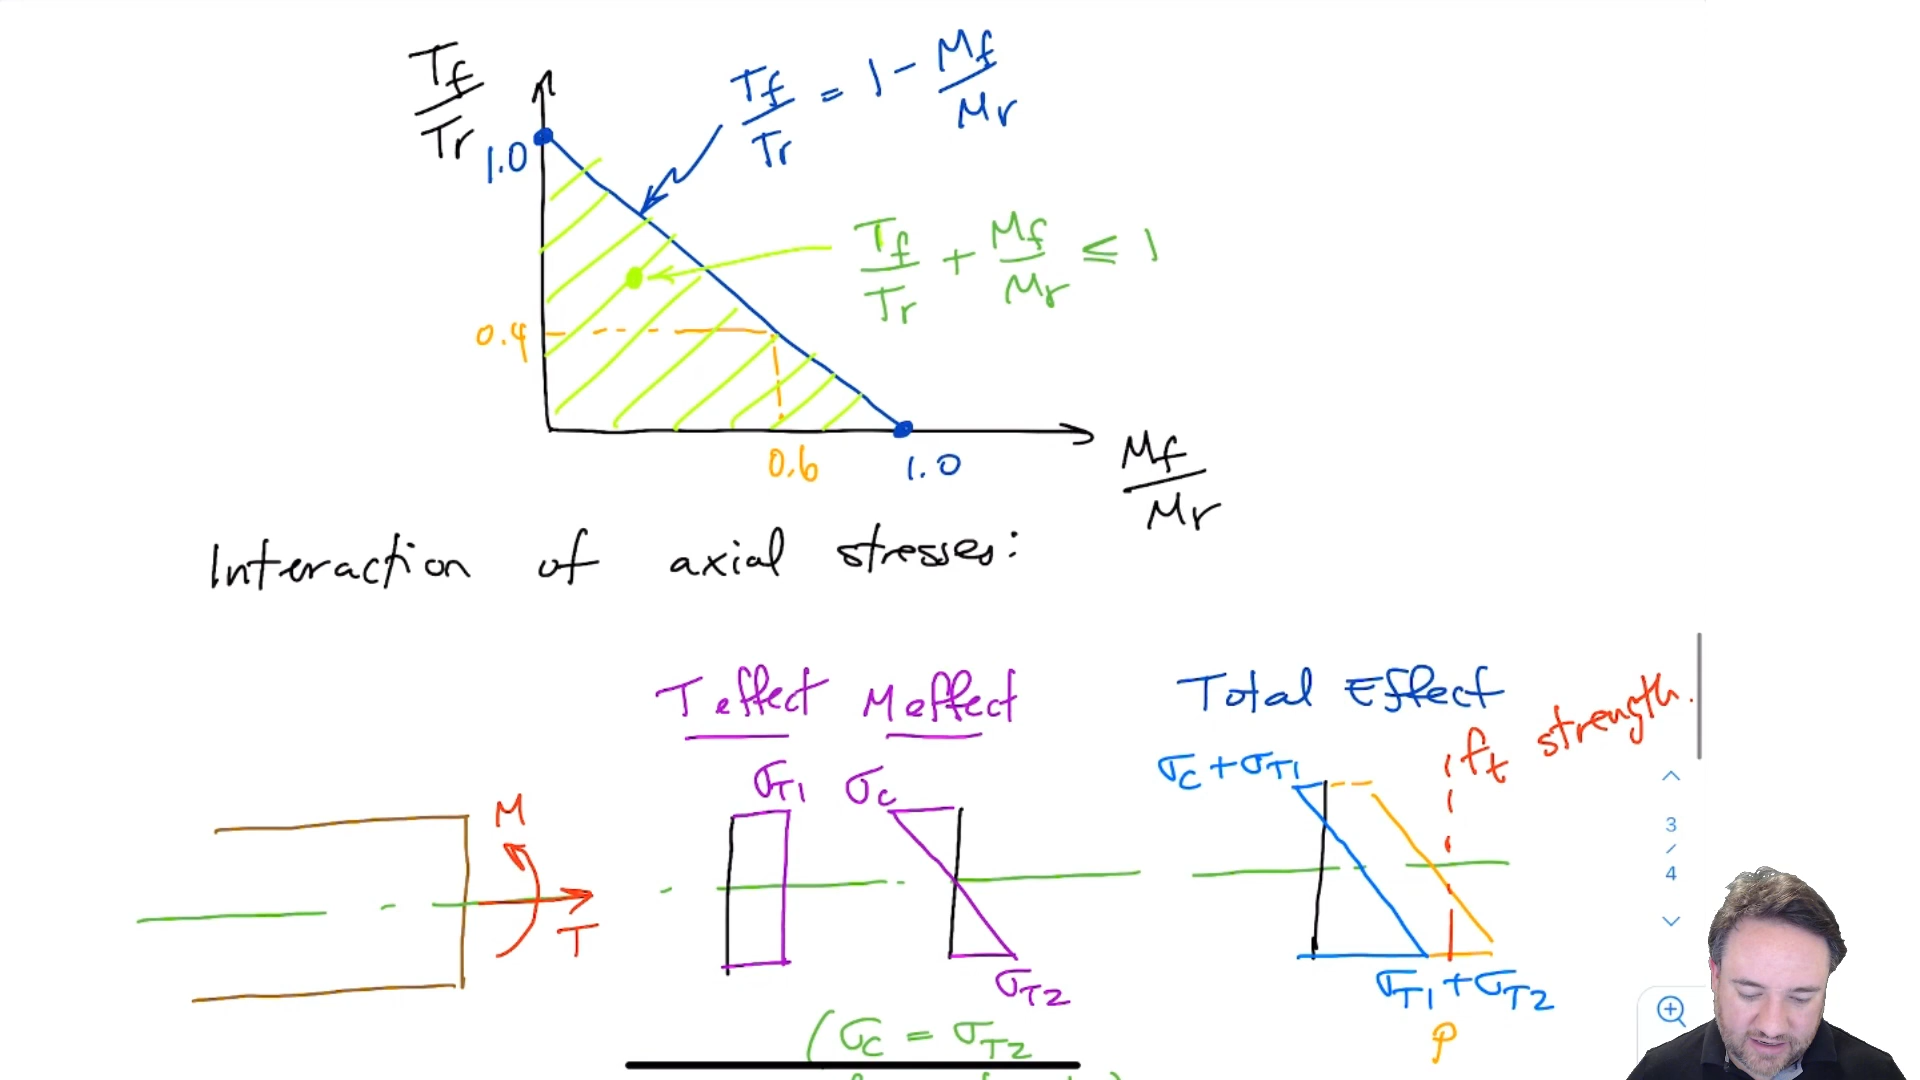 Tf/Tr
1.0
Tf/Tr = 1 - Mf/Mr
Tf/Tr + Mf/Mr ≤ 1
0.4
0.6
1.0
Mf/Mr
Interaction of axial stresses:
T effect
M effect
Total Effect
ft strength.
σT1
σc
σc + σT1
M
T
σT2
σT1 + σT2
(σc = σT2
3
/
4